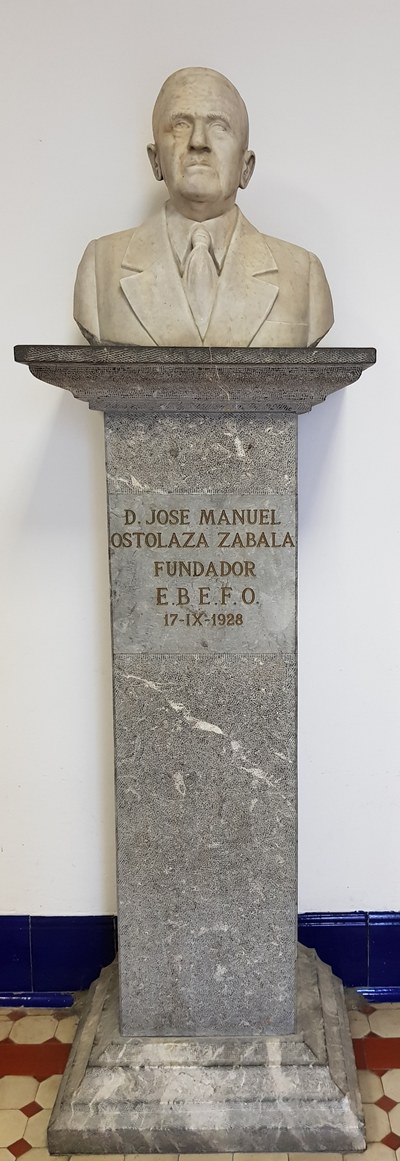 D. JOSE MANUEL
OSTOLAZA ZABALA
FUNDADOR
E.B E.F.O.
17-IX-1928